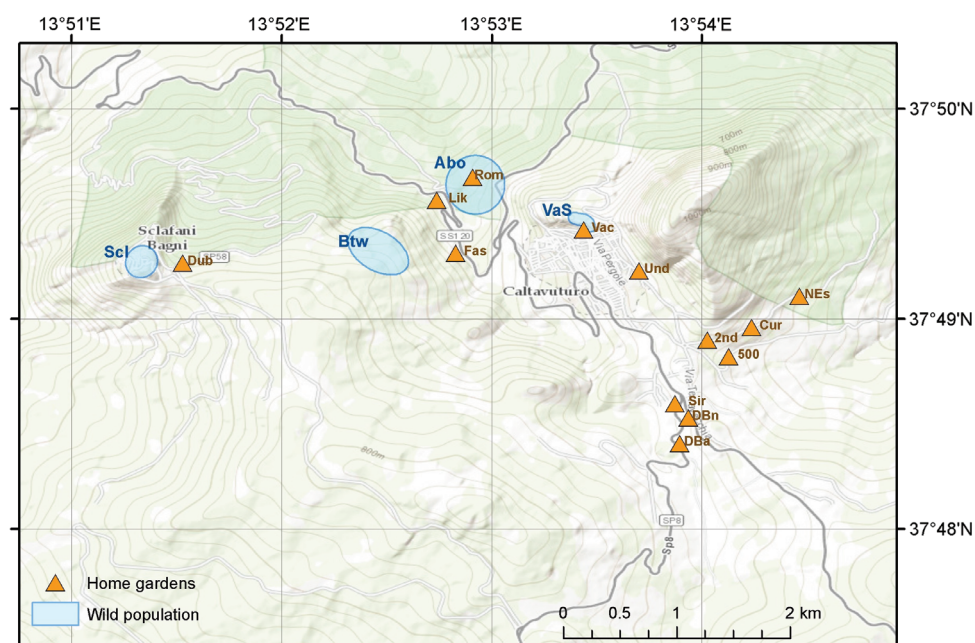 13°51'E
13°52'E
13°53'E
13°54'E
37°50'N
700m
800m
900m
1000m
Abo
Rom
Lik
VaS
Vac
Sclafani
Bagni
SS120
Btw
Scl
SP58
Dub
Fas
Via Pergole
Und
Caltavuturo
NEs
37°49'N
Cur
2nd
500
Sir
DBn
DBa
800m
SP8
Sp8
37°48'N
Home gardens
Wild population
0 0.5 1 2 km